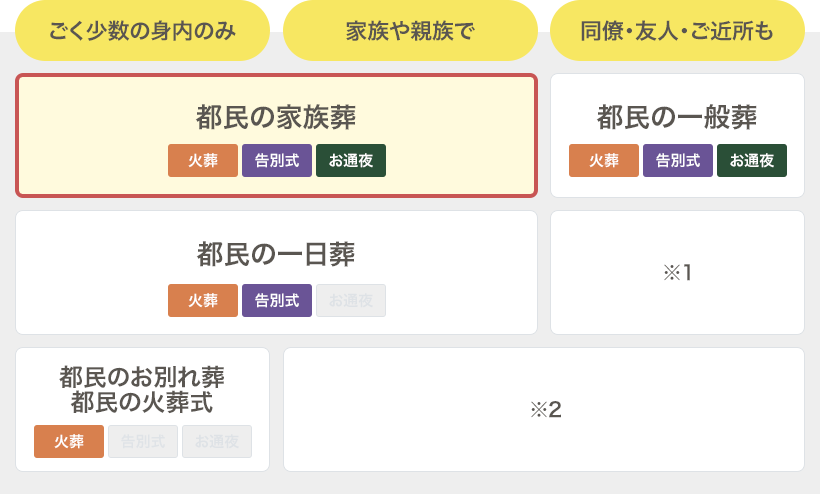 ごく少数の身内のみ
家族や親族で
同僚・友人・ご近所も
都民の家族葬
火葬
告別式
お通夜
都民の一般葬
火葬
告別式
お通夜
都民の一日葬
火葬
告別式
お通夜
※1
都民のお別れ葬
都民の火葬式
火葬
告別式
お通夜
※2